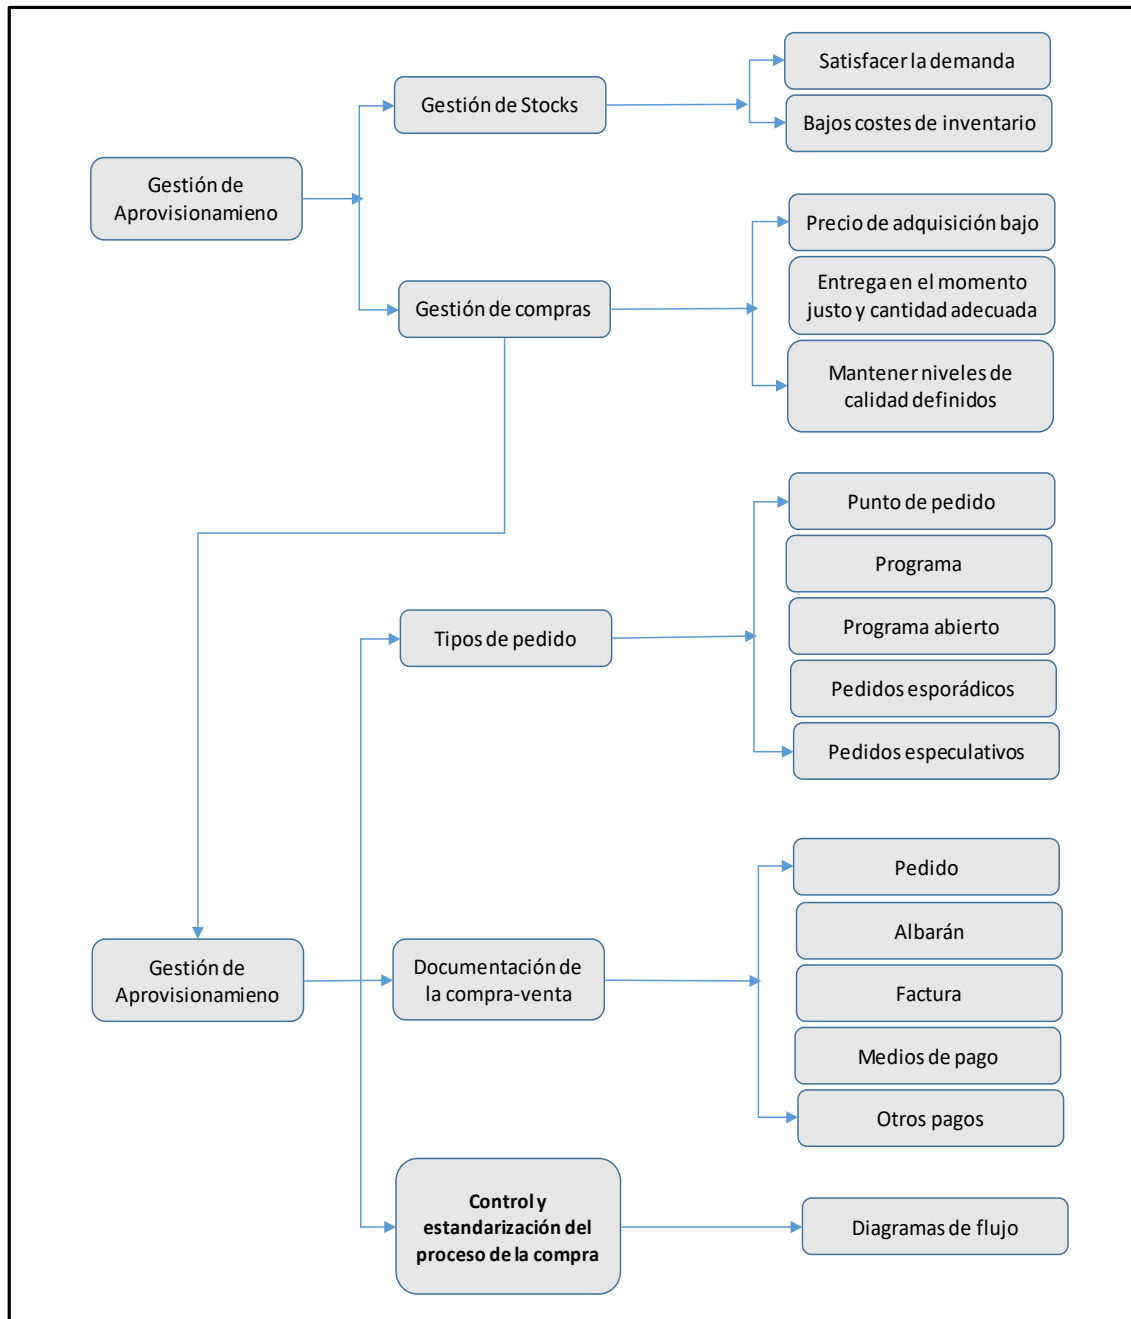 Satisfacer la demanda
Gestión de Stocks
Bajos costes de inventario
Gestión de
Aprovisionamieno
Precio de adquisición bajo
Entrega en el momento
justo y cantidad adecuada
Gestión de compras
Mantener niveles de
calidad definidos
Punto de pedido
Programa
Tipos de pedido
Programa abierto
Pedidos esporádicos
Pedidos especulativos
Pedido
Albarán
Gestión de
Aprovisionamieno
Documentación de
la compra-venta
Factura
Medios de pago
Otros pagos
Control y
estandarización del
proceso de la compra
Diagramas de flujo